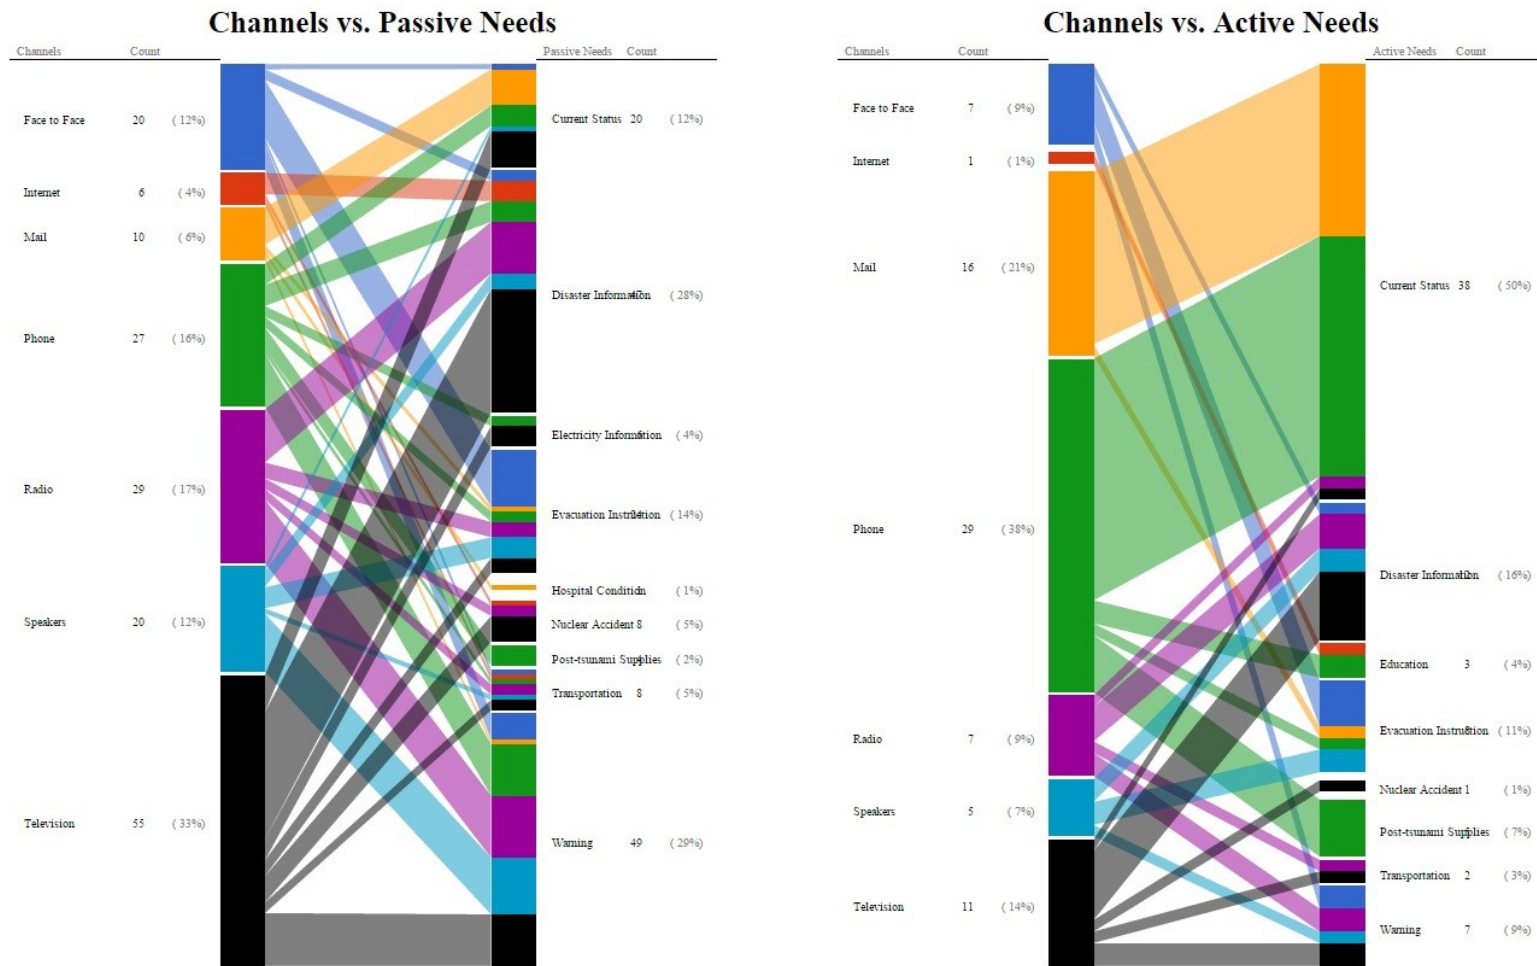 Channels vs. Passive Needs
Channels Count
Passive Needs Count
Face to Face 20 ( 12%)
Internet 6 ( 4%)
Mail 10 ( 6%)
Phone 27 ( 16%)
Radio 29 ( 17%)
Speakers 20 ( 12%)
Television 55 ( 33%)
Current Status 20 ( 12%)
Disaster Information ( 28%)
Electricity Information ( 4%)
Evacuation Instruction ( 14%)
Hospital Condition ( 1%)
Nuclear Accident 8 ( 5%)
Post-tsunami Supplies ( 2%)
Transportation 8 ( 5%)
Warning 49 ( 29%)
Channels vs. Active Needs
Channels Count
Active Needs Count
Face to Face 7 ( 9%)
Internet 1 ( 1%)
Mail 16 ( 21%)
Phone 29 ( 38%)
Radio 7 ( 9%)
Speakers 5 ( 7%)
Television 11 ( 14%)
Current Status 38 ( 50%)
Disaster Information ( 16%)
Education 3 ( 4%)
Evacuation Instruction ( 11%)
Nuclear Accident 1 ( 1%)
Post-tsunami Supplies ( 7%)
Transportation 2 ( 3%)
Warning 7 ( 9%)